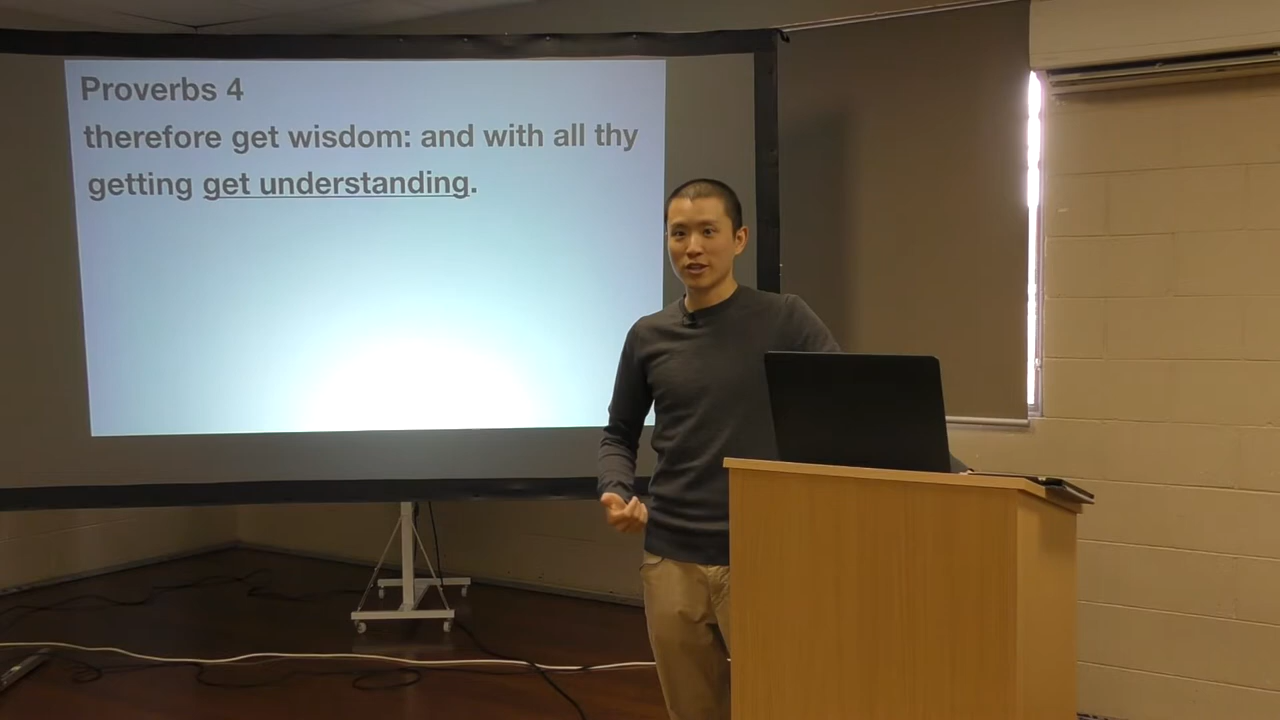 Proverbs 4
therefore get wisdom: and with all thy
getting get understanding.